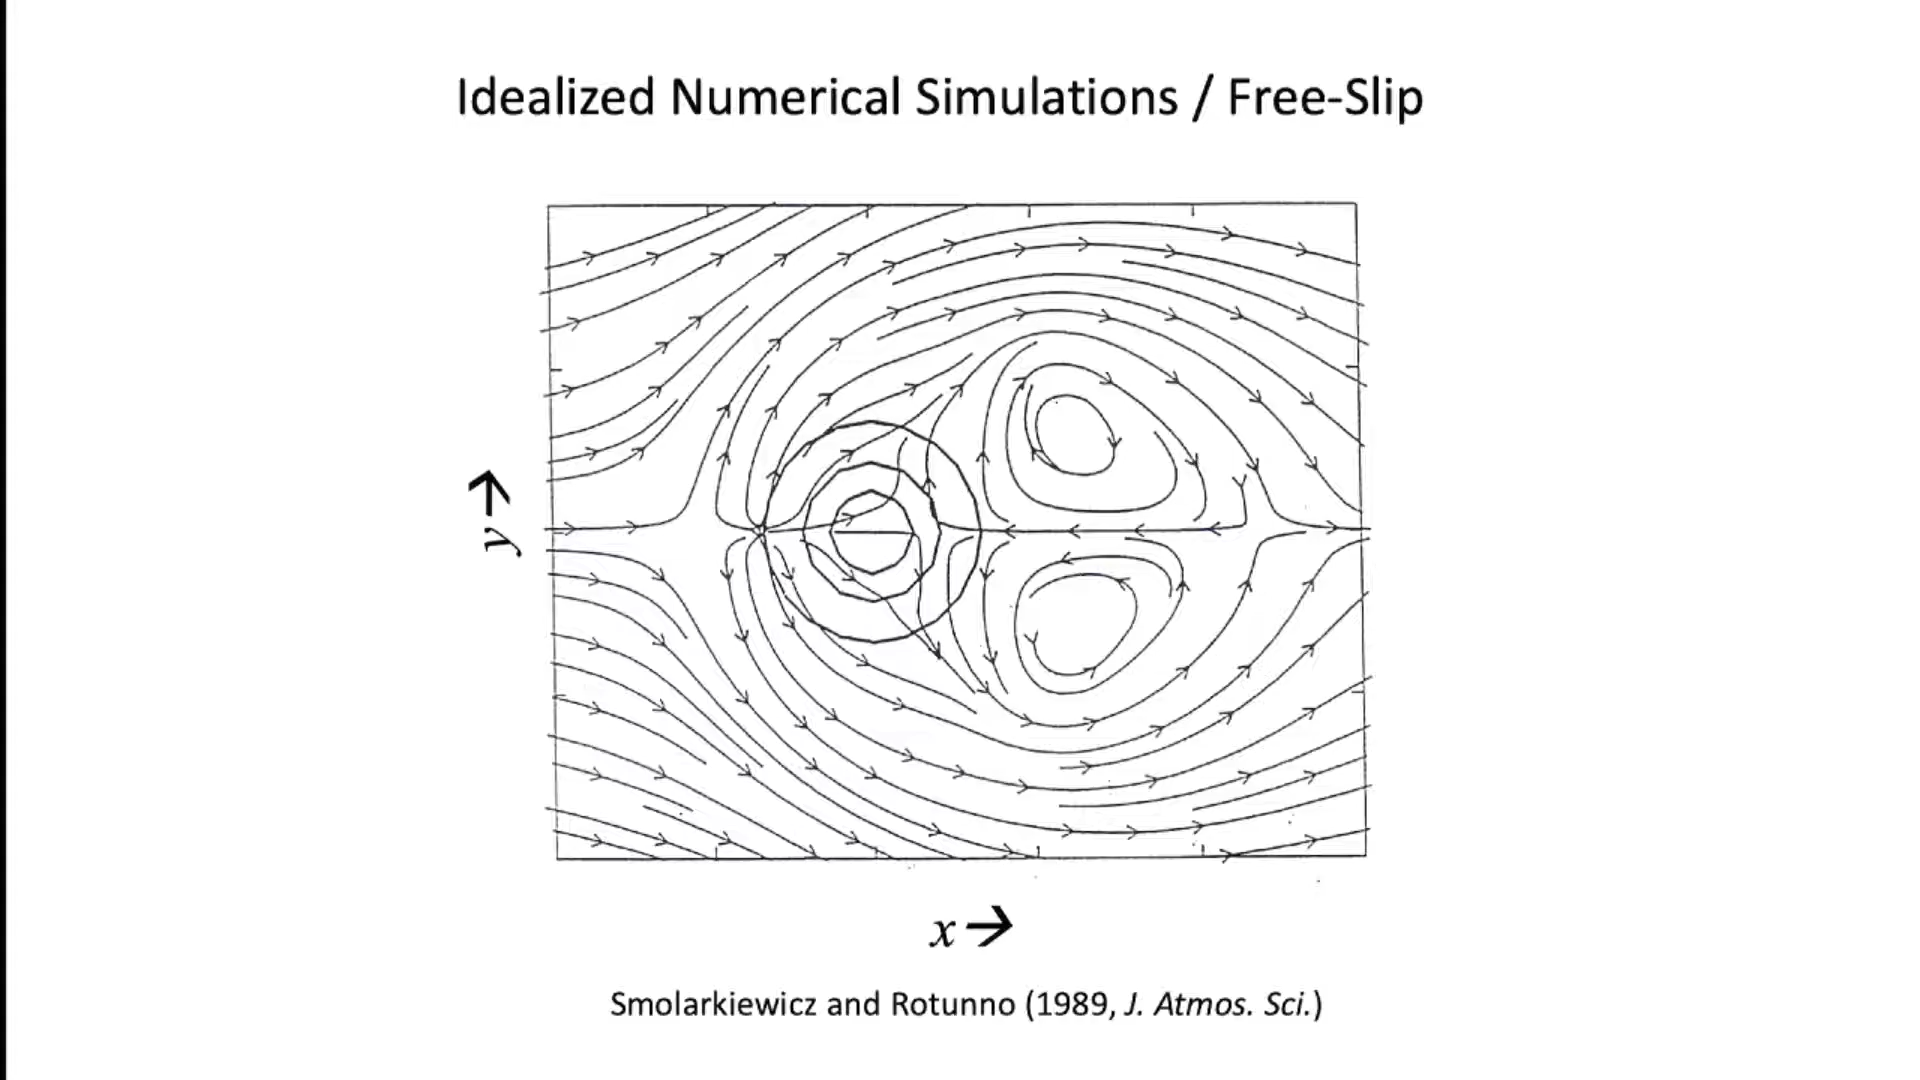 Idealized Numerical Simulations / Free-Slip
y→
x→
Smolarkiewicz and Rotunno (1989, J. Atmos. Sci.)